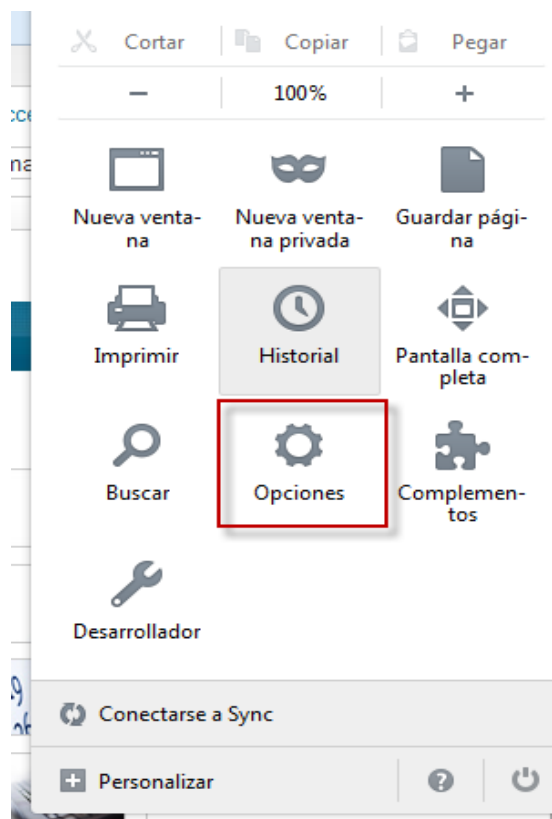 Cortar Copiar Pegar
100%
Nueva venta-
na
Nueva venta-
na privada
Guardar pági-
na
Imprimir
Historial
Pantalla com-
pleta
Buscar
Opciones
Complemen-
tos
Desarrollador
Conectarse a Sync
Personalizar